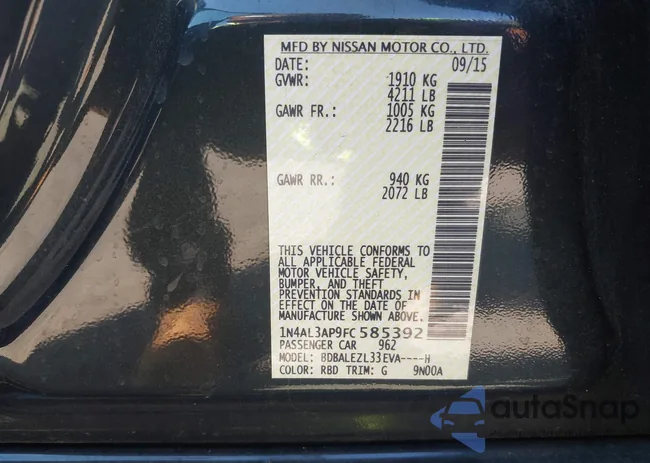 MFD BY NISSAN MOTOR CO., LTD.
DATE: 09/15
GVWR: 1910 KG
4211 LB
GAWR FR.: 1005 KG
2216 LB
GAWR RR.: 940 KG
2072 LB
THIS VEHICLE CONFORMS TO
ALL APPLICABLE FEDERAL
MOTOR VEHICLE SAFETY,
BUMPER, AND THEFT
PREVENTION STANDARDS IN
EFFECT ON THE DATE OF
MANUFACTURE SHOWN ABOVE.
1N4AL3AP9FC585392
PASSENGER CAR 962
MODEL: BDBALEZL33EVA----H
COLOR: RBD TRIM: G 9N00A
autoSnap